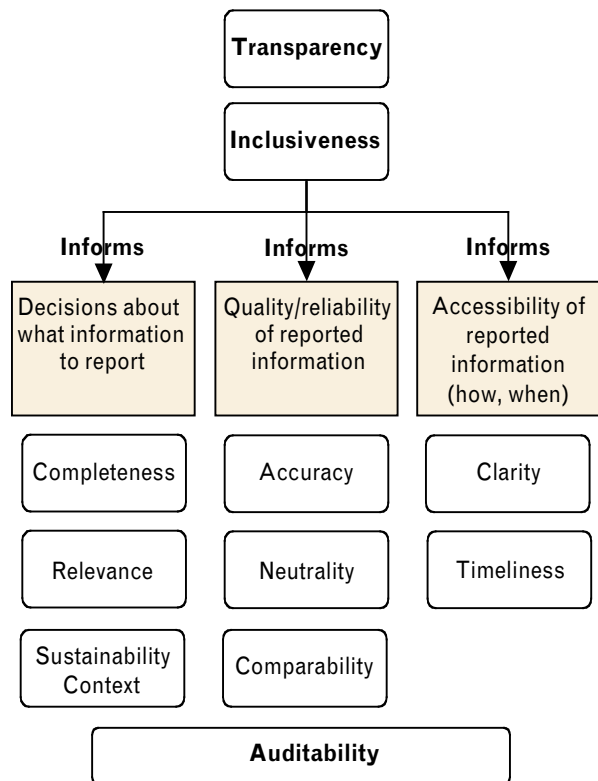 Transparency
Inclusiveness
Informs
Informs
Informs
Decisions about
what information
to report
Quality/reliability
of reported
information
Accessibility of
reported
information
(how, when)
Completeness
Accuracy
Clarity
Relevance
Neutrality
Timeliness
Sustainability
Context
Comparability
Auditability